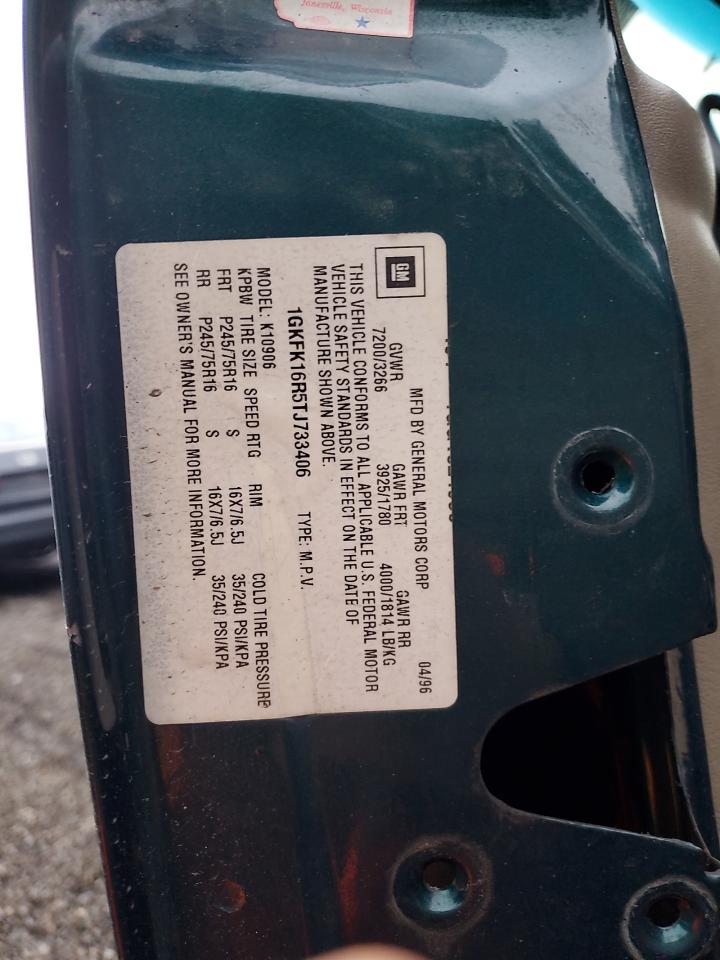 Janesville, Wisconsin
GM
MFD BY GENERAL MOTORS CORP 04/96
GVWR GAWR FRT GAWR RR
7200/3266 3925/1780 4000/1814 LB/KG
THIS VEHICLE CONFORMS TO ALL APPLICABLE U.S. FEDERAL MOTOR
VEHICLE SAFETY STANDARDS IN EFFECT ON THE DATE OF
MANUFACTURE SHOWN ABOVE.
1GKFK16R5TJ733406 TYPE: M.P.V.
MODEL: K10906
KPBW TIRE SIZE SPEED RTG RIM COLD TIRE PRESSURE
FRT P245/75R16 S 16X7/6.5J 35/240 PSI/KPA
RR P245/75R16 S 16X7/6.5J 35/240 PSI/KPA
SEE OWNER'S MANUAL FOR MORE INFORMATION.